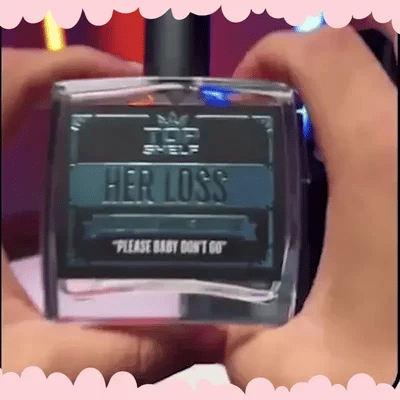 TOP
SHELF
HER LOSS
"PLEASE BABY DON'T GO"